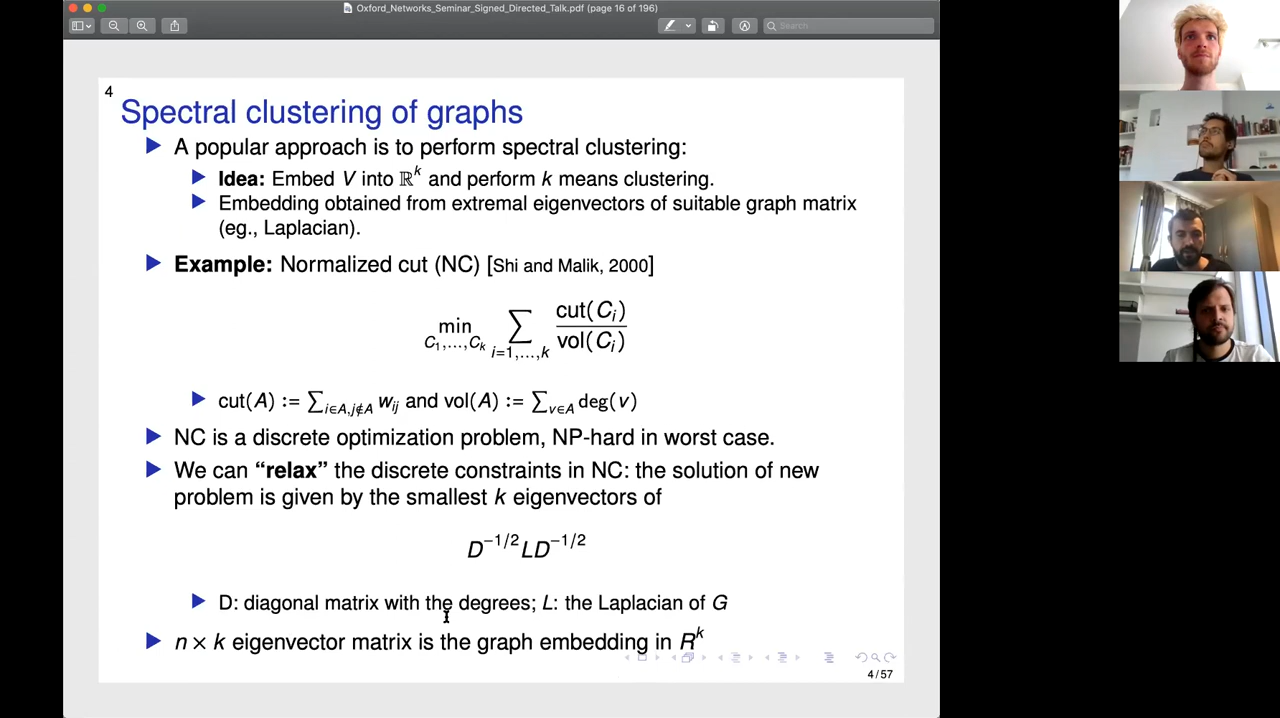 Oxford_Networks_Seminar_Signed_Directed_Talk.pdf (page 16 of 196)
Search
4
Spectral clustering of graphs
A popular approach is to perform spectral clustering:
Idea: Embed V into ℝ^k and perform k means clustering.
Embedding obtained from extremal eigenvectors of suitable graph matrix
(eg., Laplacian).
Example: Normalized cut (NC) [Shi and Malik, 2000]
min_{C_1,...,C_k} ∑_{i=1,...,k} cut(C_i)/vol(C_i)
cut(A) := ∑_{i∈A,j∉A} w_{ij} and vol(A) := ∑_{v∈A} deg(v)
NC is a discrete optimization problem, NP-hard in worst case.
We can “relax” the discrete constraints in NC: the solution of new
problem is given by the smallest k eigenvectors of
D^{-1/2}LD^{-1/2}
D: diagonal matrix with the degrees; L: the Laplacian of G
n × k eigenvector matrix is the graph embedding in R^k
4/57